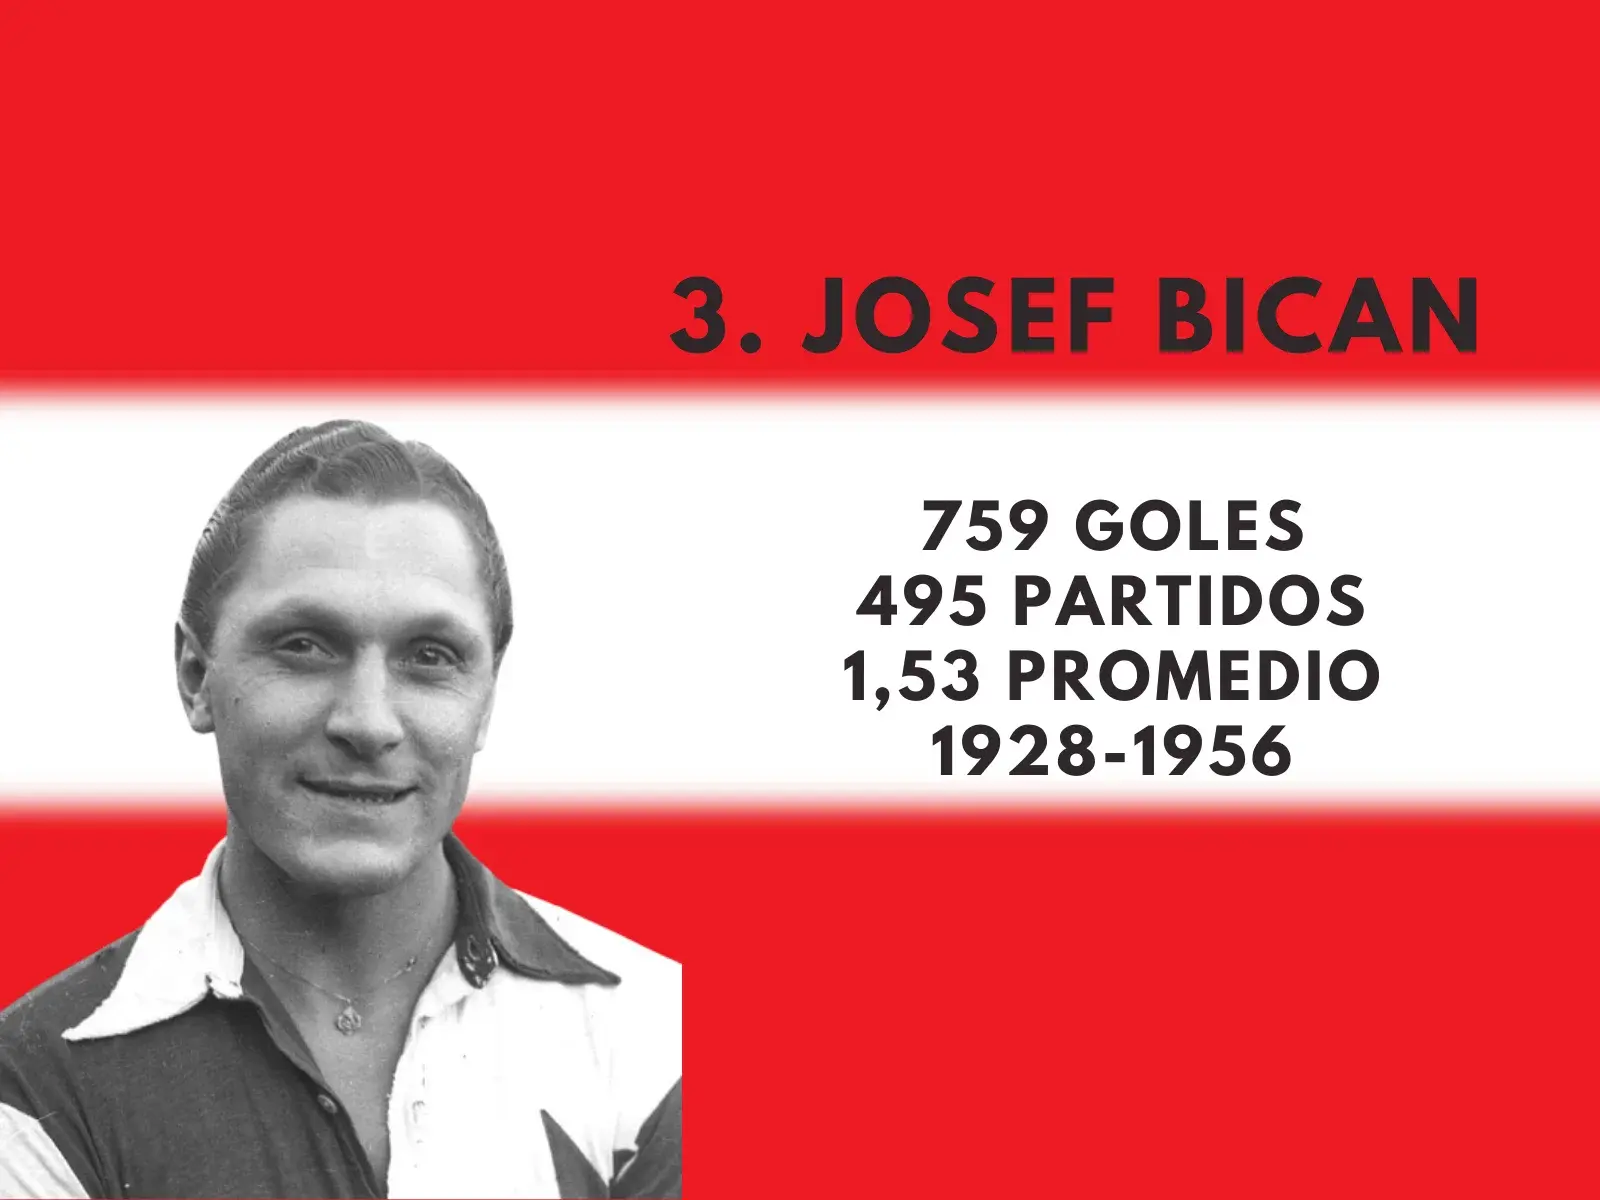 3. JOSEF BICAN
759 GOLES
495 PARTIDOS
1,53 PROMEDIO
1928-1956